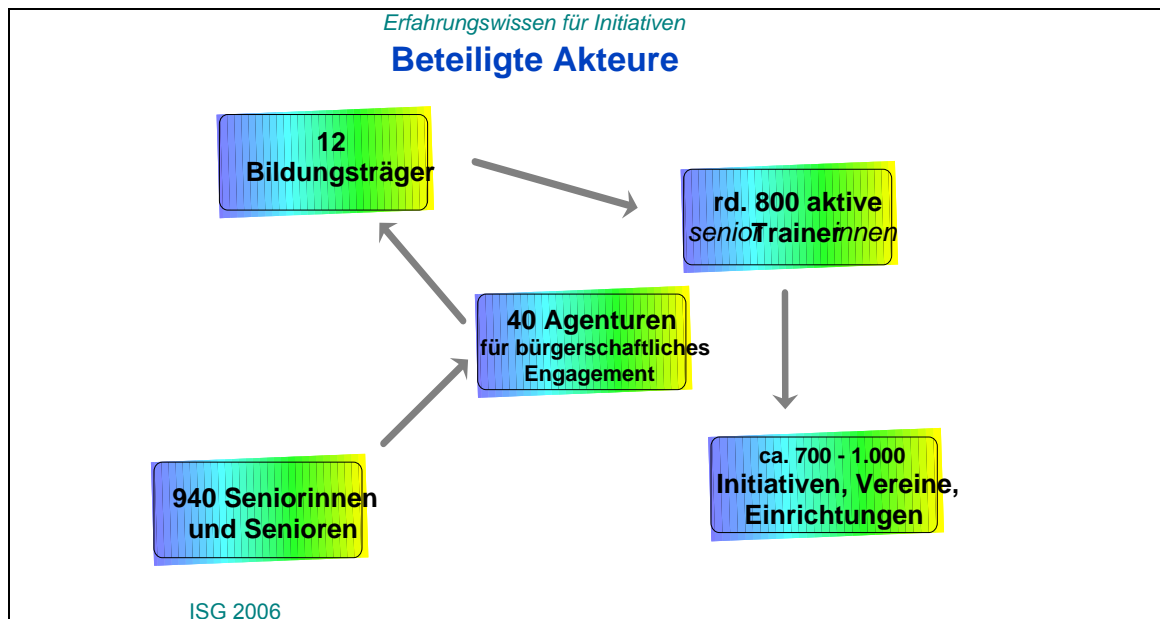 Erfahrungswissen für Initiativen
Beteiligte Akteure
12
Bildungsträger
rd. 800 aktive
seniorTrainerinnen
40 Agenturen
für bürgerschaftliches
Engagement
940 Seniorinnen
und Senioren
ca. 700 - 1.000
Initiativen, Vereine,
Einrichtungen
ISG 2006